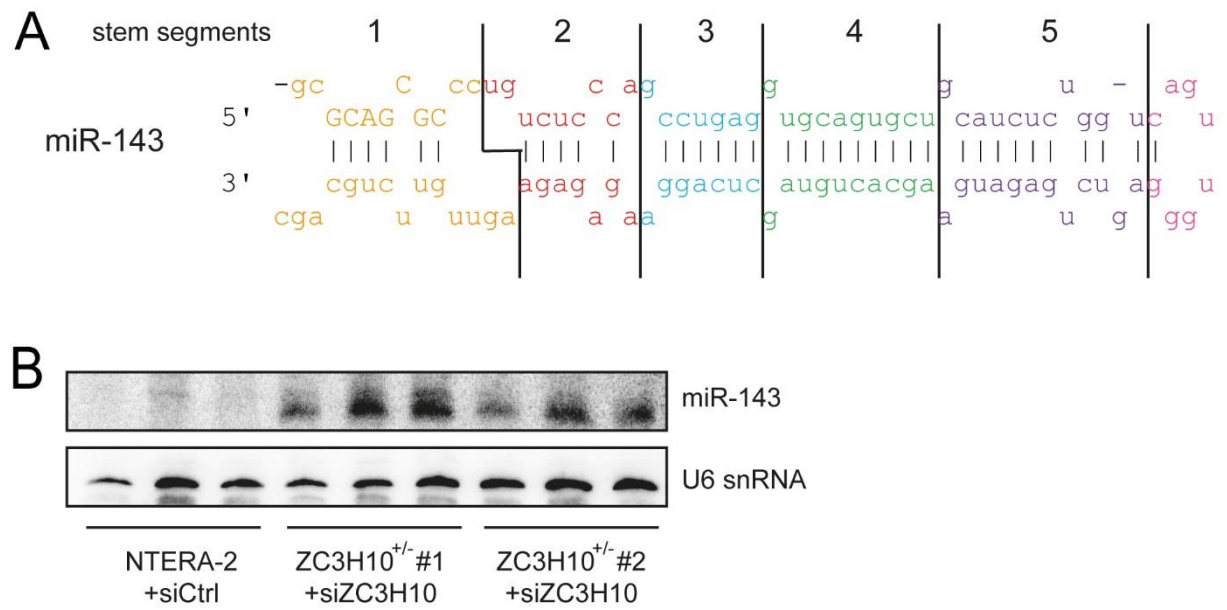 A
stem segments 1 2 3 4 5
-gc C ccug c ag g g u - ag
5' GCAG GC ucuc c ccugag ugcagugcu caucuc gg uc u
miR-143
3' cguc ug agag g ggacuc augucacga guagag cu ag u
cga u uuga a aa a g a u g gg
B
miR-143
U6 snRNA
NTERA-2 ZC3H10+/- #1 ZC3H10+/- #2
+siCtrl +siZC3H10 +siZC3H10